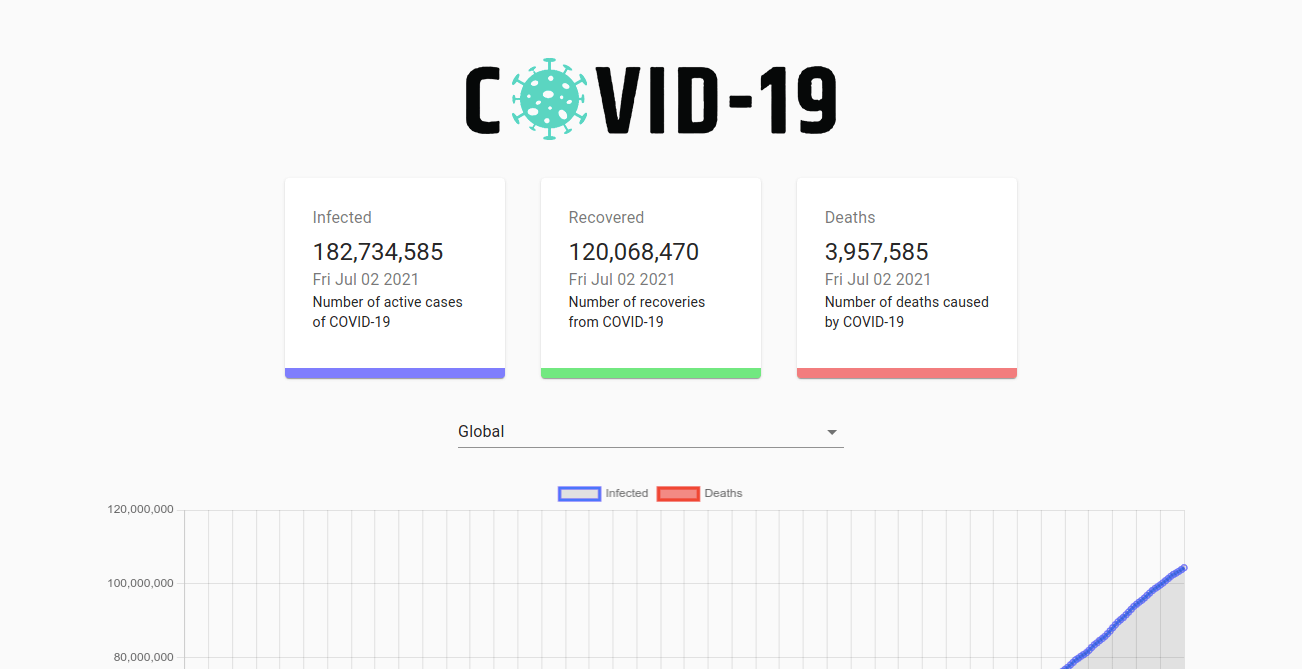 COVID-19
Infected
182,734,585
Fri Jul 02 2021
Number of active cases
of COVID-19
Recovered
120,068,470
Fri Jul 02 2021
Number of recoveries
from COVID-19
Deaths
3,957,585
Fri Jul 02 2021
Number of deaths caused
by COVID-19
Global
Infected Deaths
120,000,000
100,000,000
80,000,000